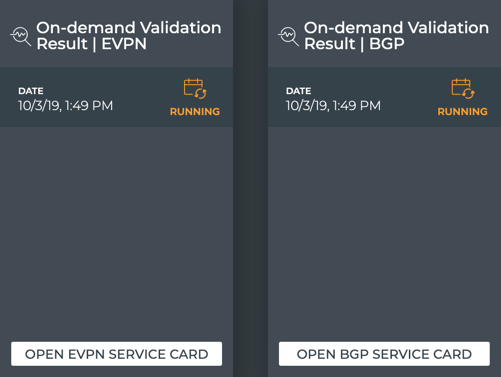 On-demand Validation
Result | EVPN
DATE
10/3/19, 1:49 PM
RUNNING
OPEN EVPN SERVICE CARD
On-demand Validation
Result | BGP
DATE
10/3/19, 1:49 PM
RUNNING
OPEN BGP SERVICE CARD